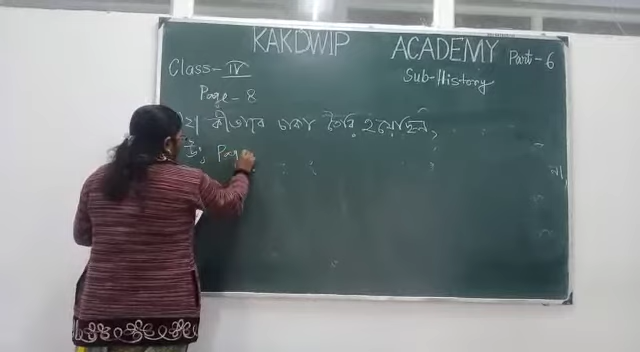 KAKDWIP ACADEMY Part-6
Class-IV Sub-History
Page-8
২। কীভাবে চাকা তৈরি হয়েছিল,
উঃ Pag
না,